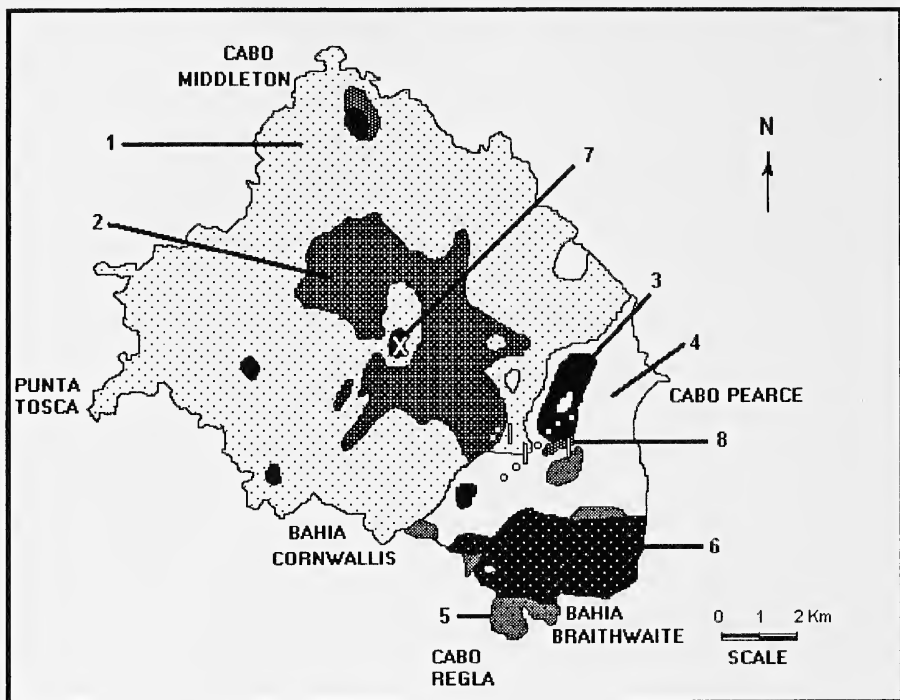 CABO
MIDDLETON
N
1
7
2
3
4
PUNTA
TOSCA
CABO PEARCE
8
X
BAHIA
CORNWALLIS
6
5
BAHIA
BRAITHWAITE
0 1 2 Km
SCALE
CABO
REGLA